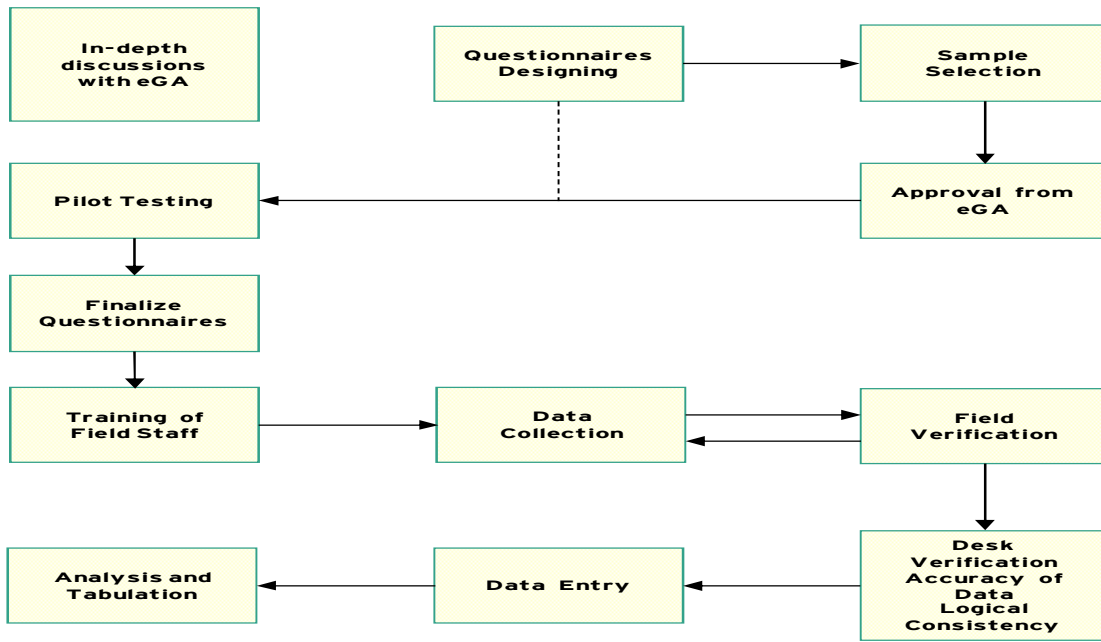 In-depth
discussions
with eGA
Questionnaires
Designing
Sample
Selection
Pilot Testing
Approval from
eGA
Finalize
Questionnaires
Training of
Field Staff
Data
Collection
Field
Verification
Analysis and
Tabulation
Data Entry
Desk
Verification
Accuracy of
Data
Logical
Consistency